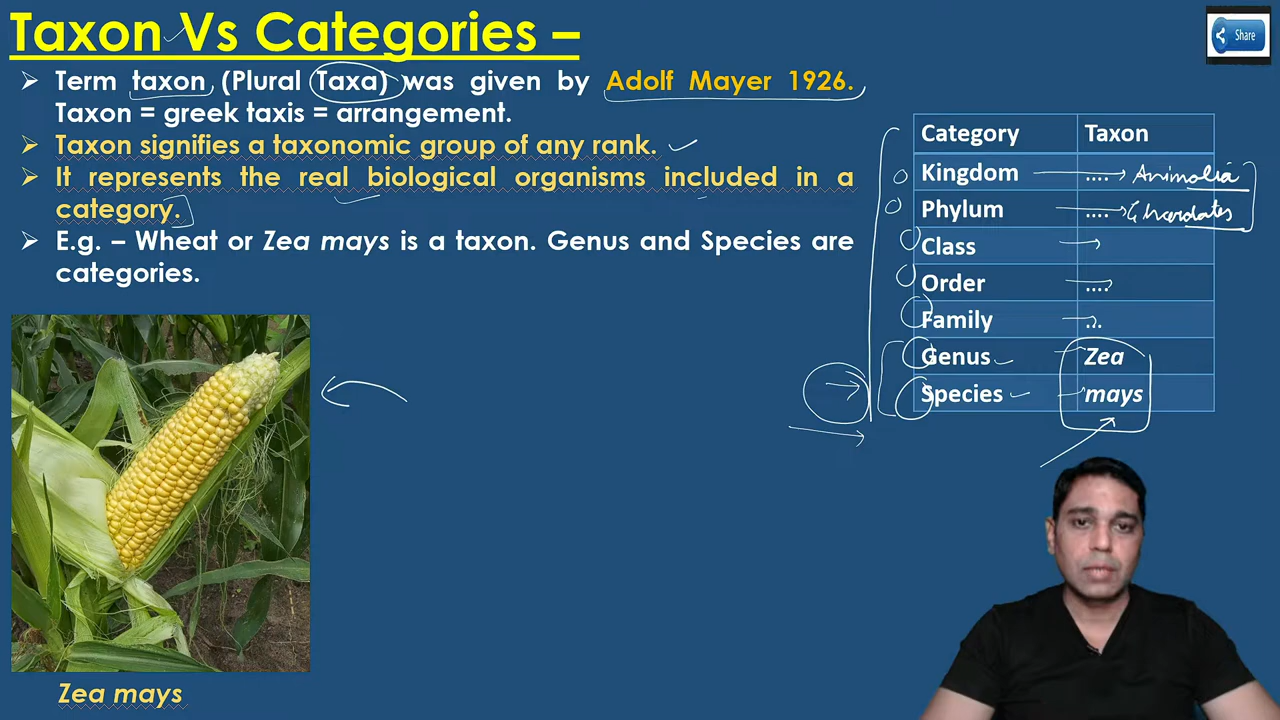 Taxon Vs Categories –
Share
Term taxon (Plural Taxa) was given by Adolf Mayer 1926.
Taxon = greek taxis = arrangement.
Taxon signifies a taxonomic group of any rank.
It represents the real biological organisms included in a
category.
E.g. – Wheat or Zea mays is a taxon. Genus and Species are
categories.
Category Taxon
Kingdom .... Animalia
Phylum .... Chordates
Class
Order ....
Family ...
Genus Zea
Species mays
Zea mays